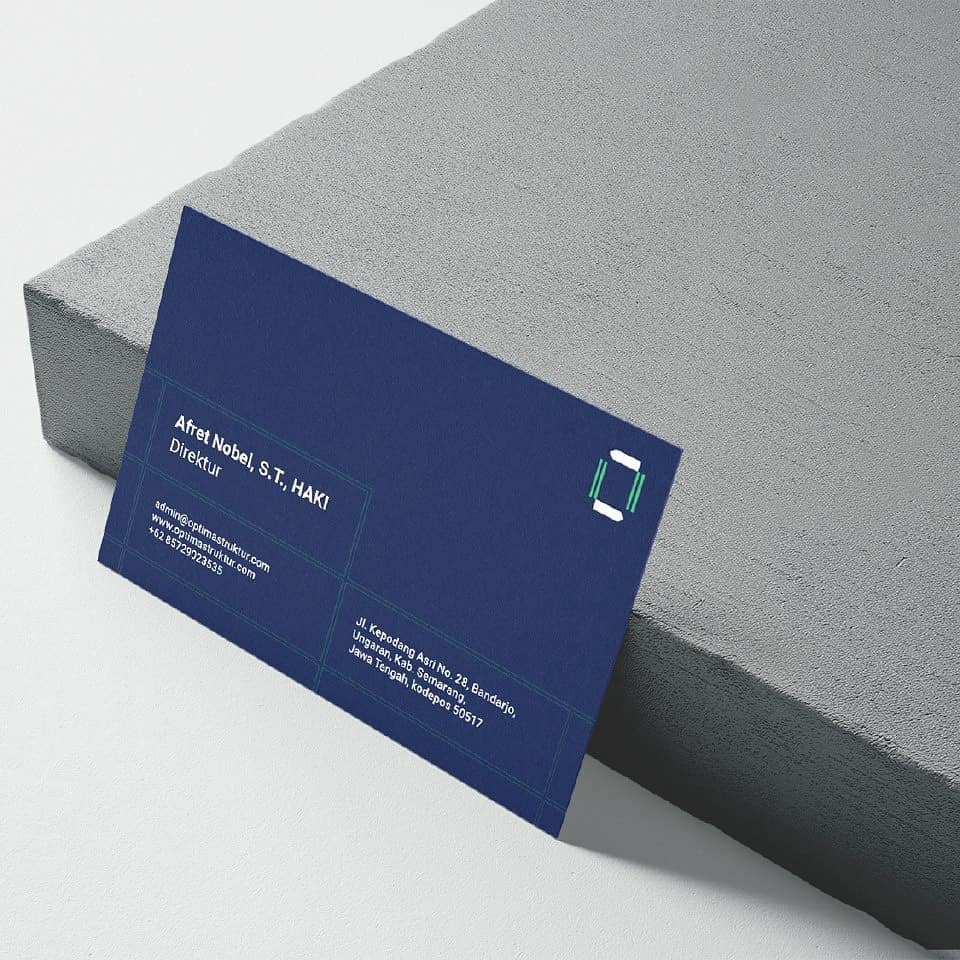 Afret Nobel, S.T., HAKI
Direktur
admin@optimastruktur.com
www.optimastruktur.com
+62 85729023535
Jl. Kepodang Asri No. 28, Bandarjo,
Ungaran, Kab. Semarang,
Jawa Tengah, kodepos 50517